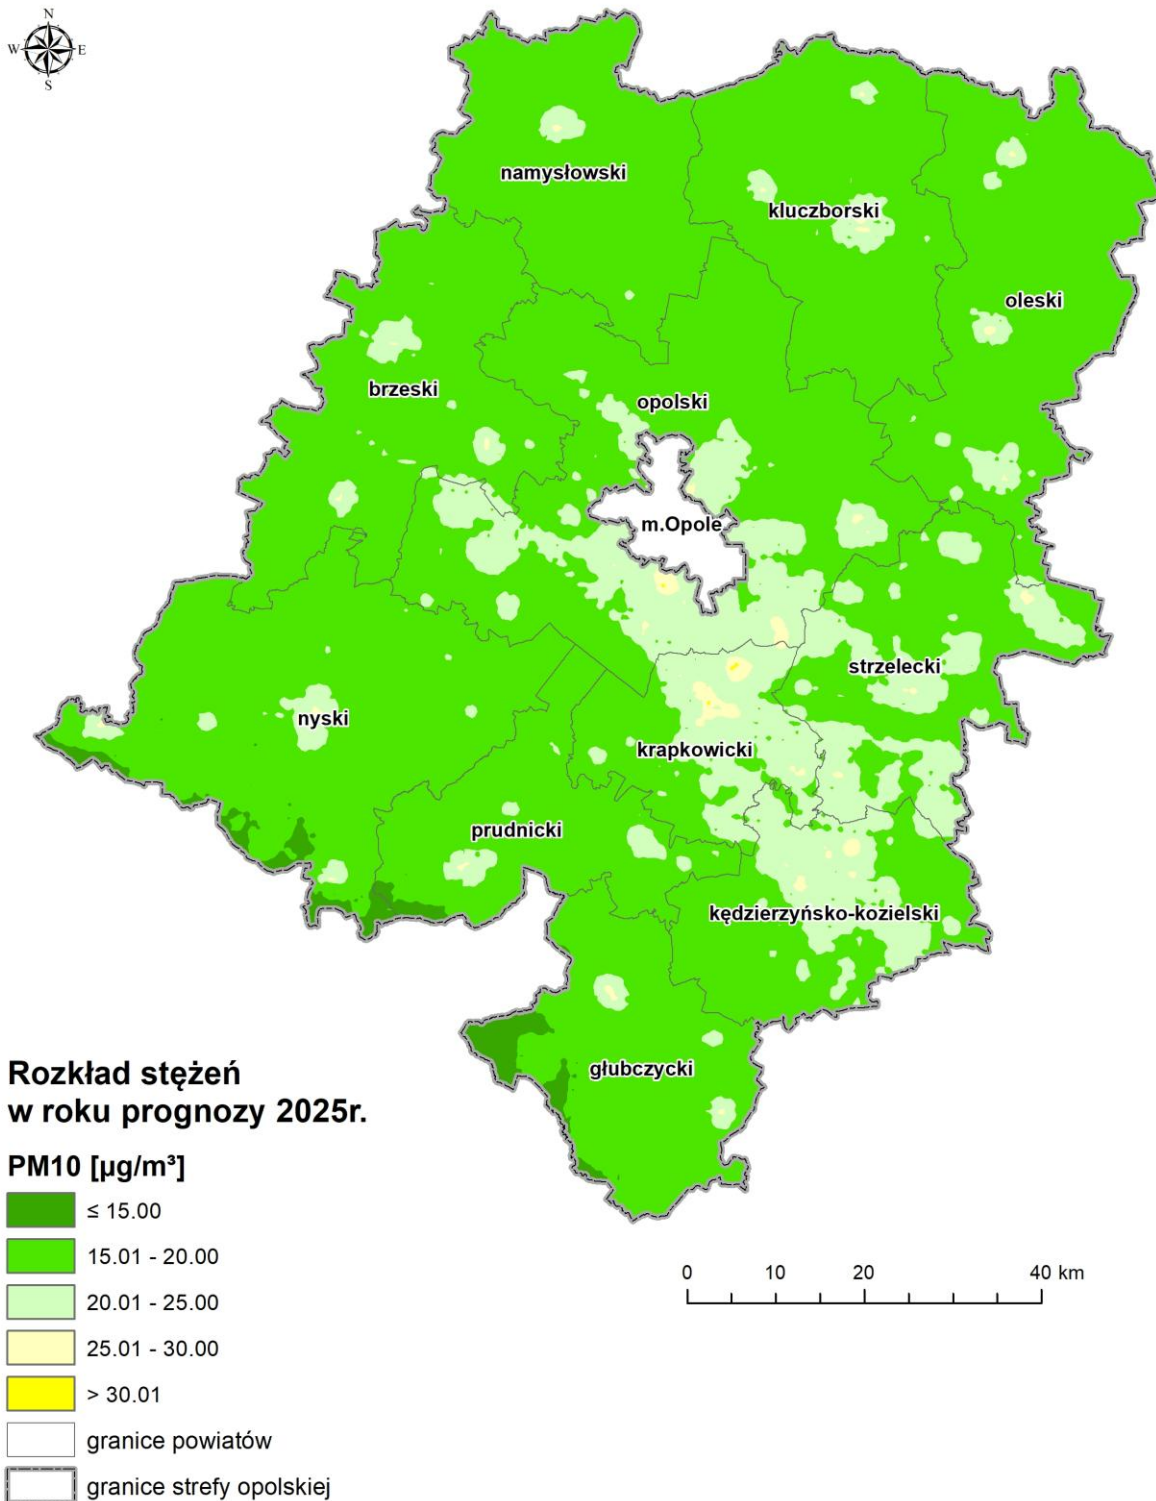 N
W E
S
namysłowski
kluczborski
oleski
brzeski
opolski
m.Opole
strzelecki
nyski
krapkowicki
prudnicki
kędzierzyńsko-kozielski
głubczycki
Rozkład stężeń
w roku prognozy 2025r.
PM10 [µg/m³]
≤ 15.00
15.01 - 20.00
20.01 - 25.00
25.01 - 30.00
> 30.01
granice powiatów
granice strefy opolskiej
0 10 20 40 km